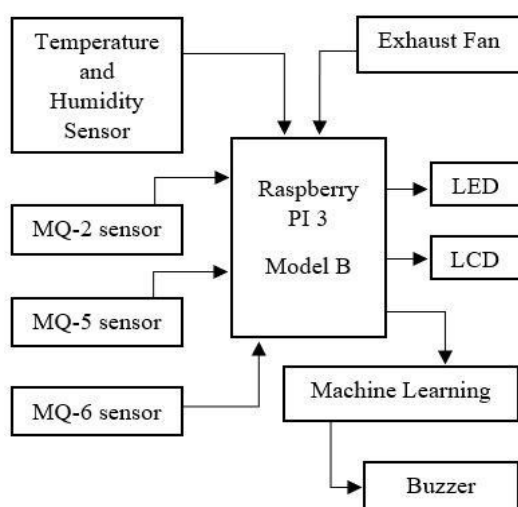 Temperature
and
Humidity
Sensor
Exhaust Fan
Raspberry
PI 3
Model B
MQ-2 sensor
MQ-5 sensor
MQ-6 sensor
LED
LCD
Machine Learning
Buzzer